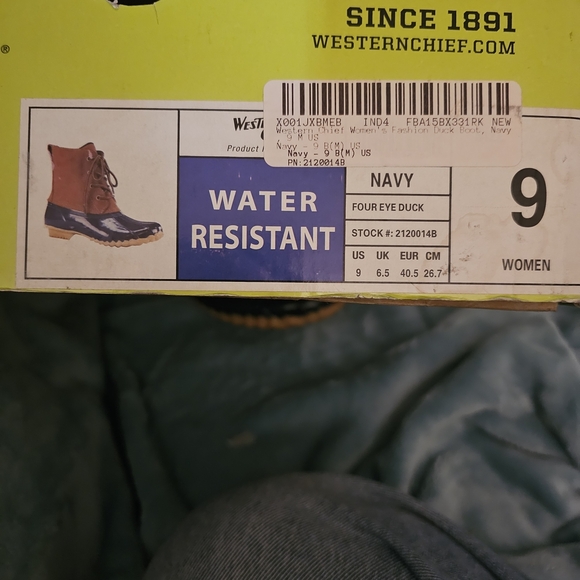 ®
SINCE 1891
WESTERNCHIEF.COM
X001JXBMEB IND4 FBA15BX331RK NEW
Western Chief Women's Fashion Duck Boot, Navy
- 9 M US
Navy - 9 B(M) US
Navy - 9 B(M) US
PN:2120014B
Product
WATER
RESISTANT
NAVY
FOUR EYE DUCK
STOCK #: 2120014B
US UK EUR CM
9 6.5 40.5 26.7
9
WOMEN